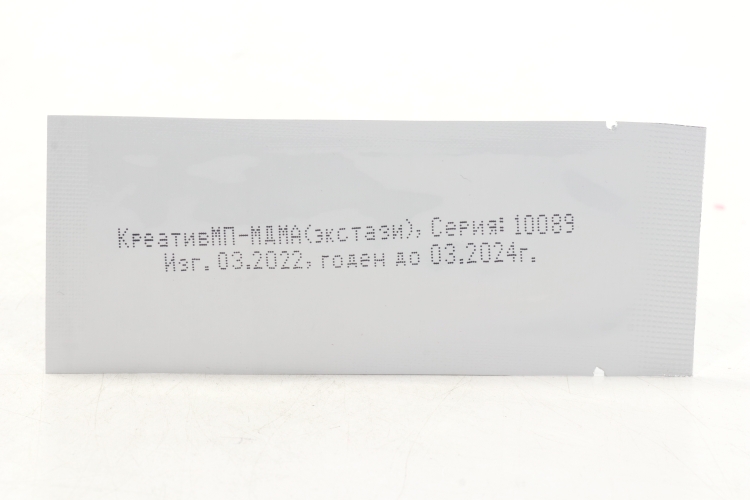 КреативМП-МДМА(экстази), Серия: 10089
Изг. 03.2022, годен до 03.2024г.